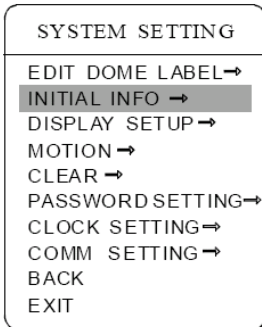 SYSTEM SETTING
EDIT DOME LABEL→
INITIAL INFO →
DISPLAY SETUP→
MOTION→
CLEAR→
PASSWORD SETTING→
CLOCK SETTING→
COMM SETTING→
BACK
EXIT